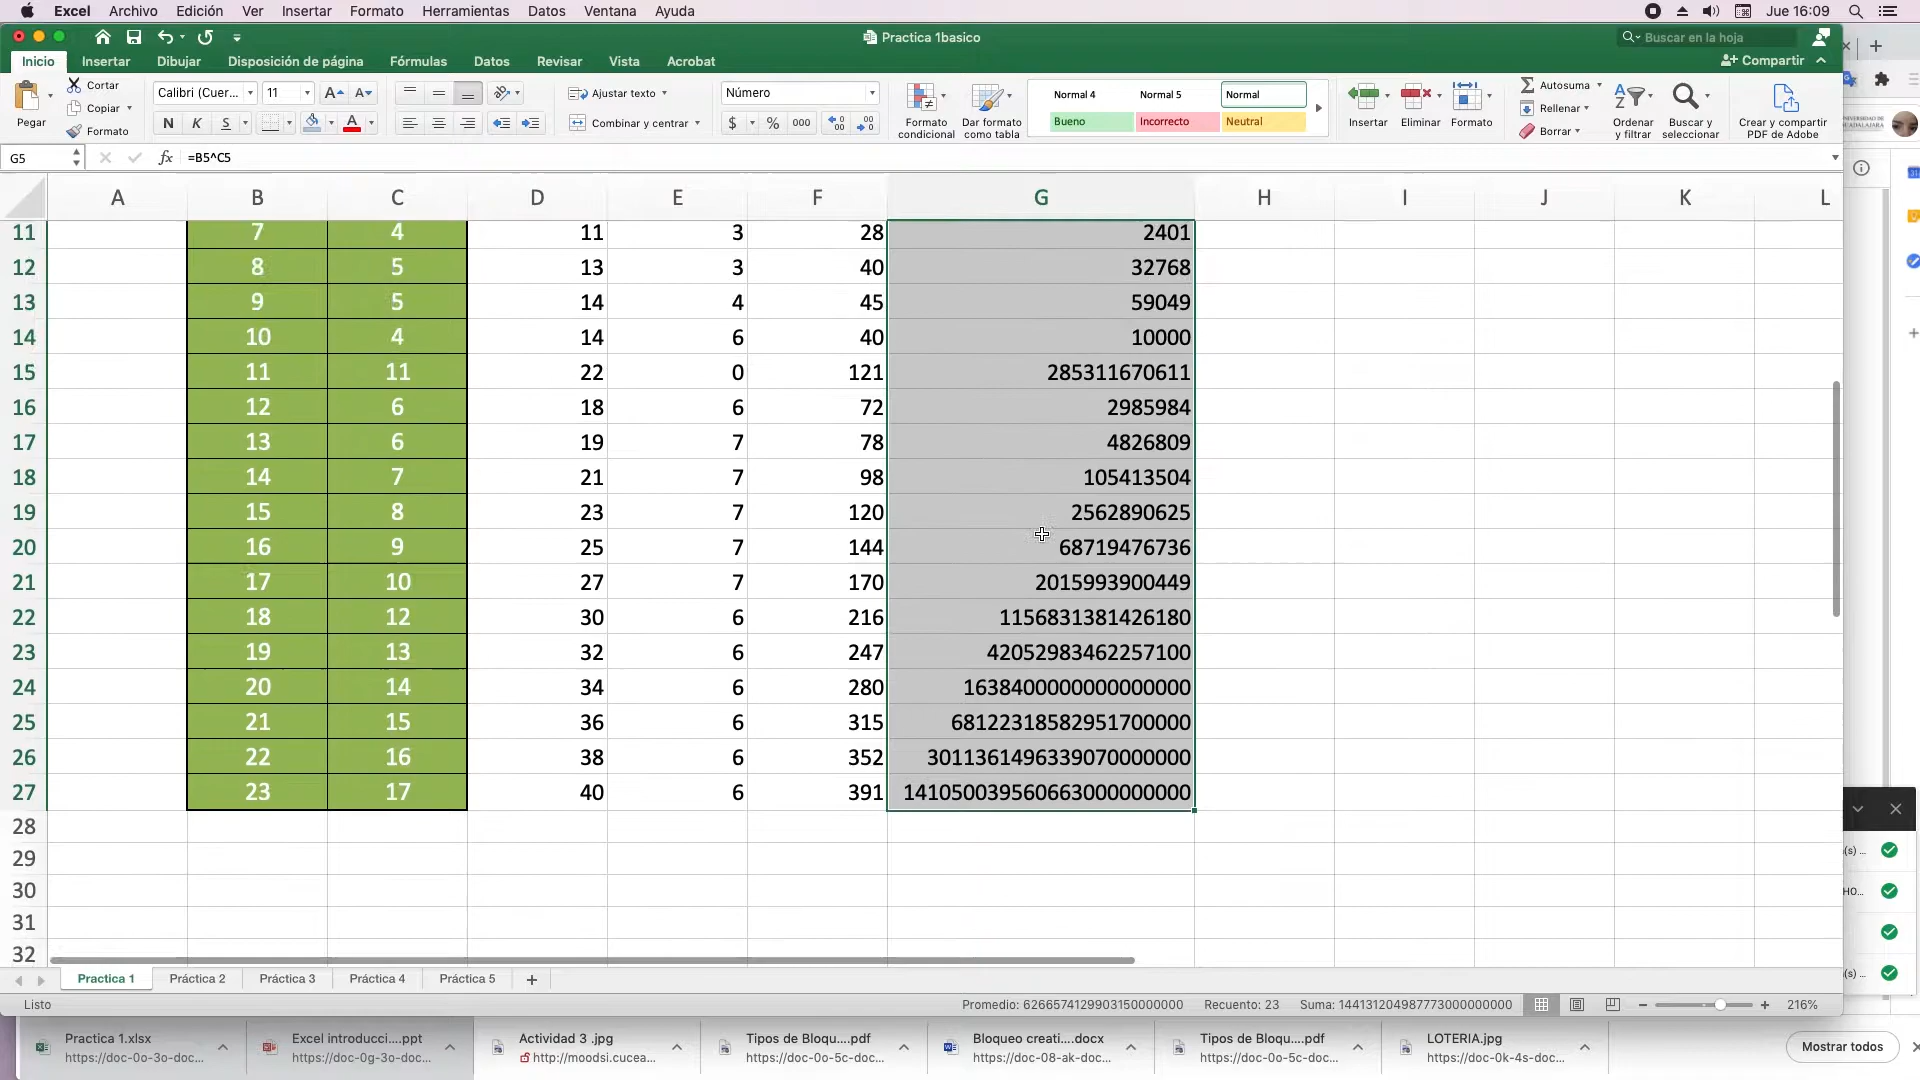 Excel Archivo Edición Ver Insertar Formato Herramientas Datos Ventana Ayuda Jue 16:09
Practica 1basico Buscar en la hoja
Inicio Insertar Dibujar Disposición de página Fórmulas Datos Revisar Vista Acrobat Compartir
Pegar Cortar Copiar Formato
Calibri (Cuer... 11
N K S
Ajustar texto
Combinar y centrar
Número
$ % 000
Formato condicional
Dar formato como tabla
Normal 4 Normal 5 Normal
Bueno Incorrecto Neutral
Insertar Eliminar Formato
Autosuma
Rellenar
Borrar
Ordenar y filtrar
Buscar y seleccionar
Crear y compartir PDF de Adobe
G5 fx =B5^C5
A B C D E F G H I J K L
11 7 4 11 3 28 2401
12 8 5 13 3 40 32768
13 9 5 14 4 45 59049
14 10 4 14 6 40 10000
15 11 11 22 0 121 285311670611
16 12 6 18 6 72 2985984
17 13 6 19 7 78 4826809
18 14 7 21 7 98 105413504
19 15 8 23 7 120 2562890625
20 16 9 25 7 144 68719476736
21 17 10 27 7 170 2015993900449
22 18 12 30 6 216 1156831381426180
23 19 13 32 6 247 42052983462257100
24 20 14 34 6 280 1638400000000000000
25 21 15 36 6 315 68122318582951700000
26 22 16 38 6 352 3011361496339070000000
27 23 17 40 6 391 141050039560663000000000
28
29
30
31
32
Practica 1 Práctica 2 Práctica 3 Práctica 4 Práctica 5
Listo Promedio: 6266574129903150000000 Recuento: 23 Suma: 144131204987773000000000 216%
Practica 1.xlsx Excel introducci....ppt Actividad 3 .jpg Tipos de Bloqu....pdf Bloqueo creati....docx Tipos de Bloqu....pdf LOTERIA.jpg Mostrar todos
https://doc-0o-3o-doc... https://doc-0g-3o-doc... http://moodsi.cucea... https://doc-0o-5c-doc... https://doc-08-ak-doc... https://doc-0o-5c-doc... https://doc-0k-4s-doc...